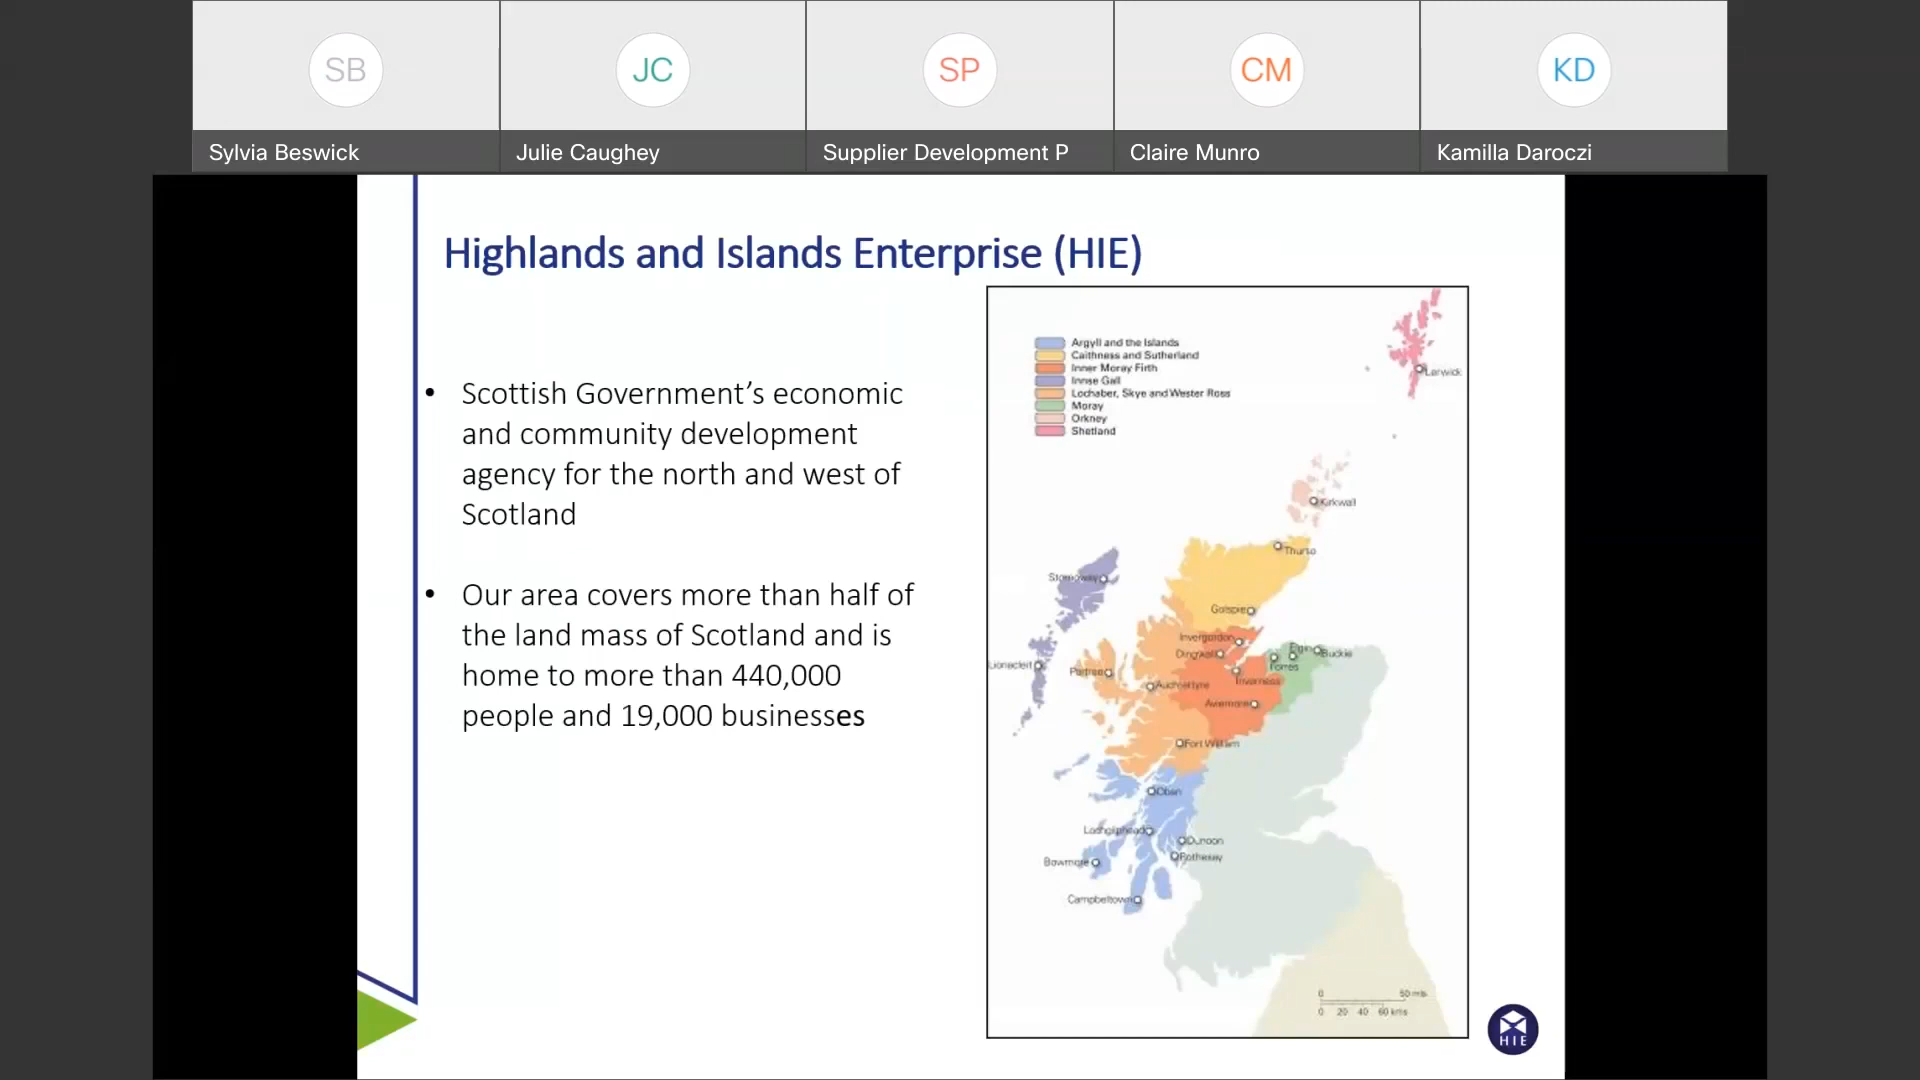 SB
JC
SP
CM
KD
Sylvia Beswick
Julie Caughey
Supplier Development P
Claire Munro
Kamilla Daroczi
Highlands and Islands Enterprise (HIE)
• Scottish Government’s economic
and community development
agency for the north and west of
Scotland
• Our area covers more than half of
the land mass of Scotland and is
home to more than 440,000
people and 19,000 businesses
Argyll and the Islands
Caithness and Sutherland
Inner Moray Firth
Innse Gall
Lochaber, Skye and Wester Ross
Moray
Orkney
Shetland
Lerwick
Kirkwall
Thurso
Stornoway
Golspie
Invergordon
Dingwall
Elgin
Buckie
Forres
Lionacleit
Portree
Auchtertyre
Inverness
Aviemore
Fort William
Oban
Lochgilphead
Dunoon
Rothesay
Bowmore
Campbeltown
0 50 mls
0 20 40 60 kms
HIE